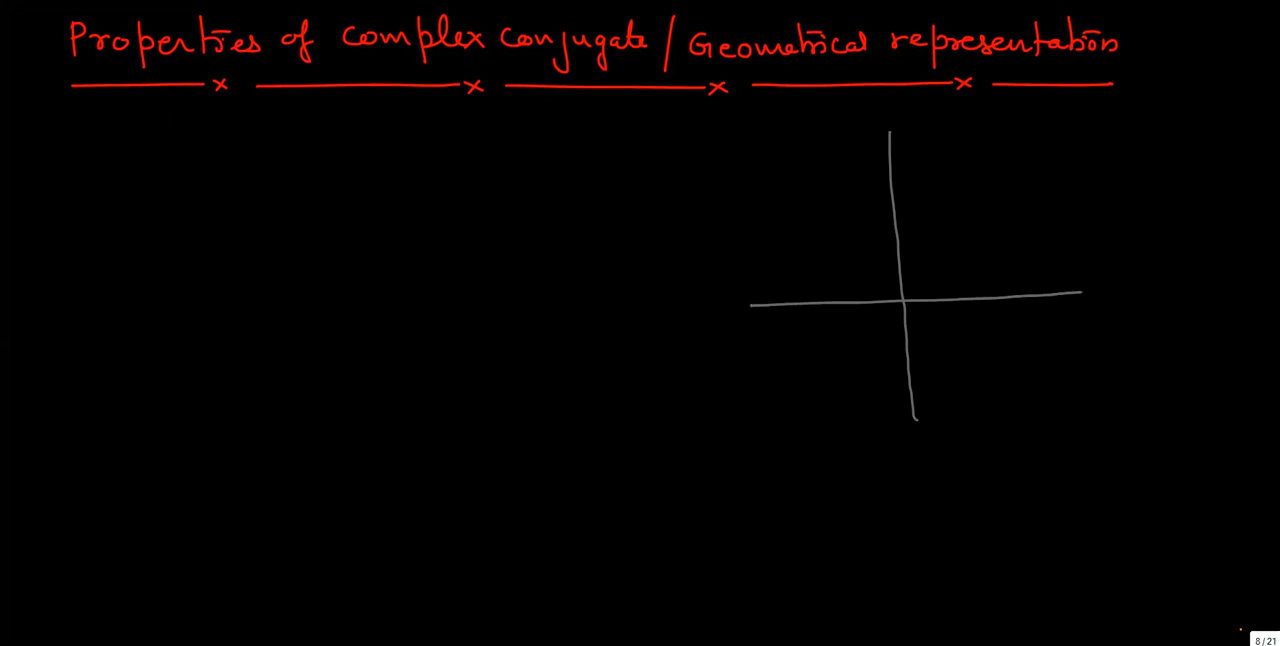 Properties of complex conjugate / Geometrical representation
8 / 21